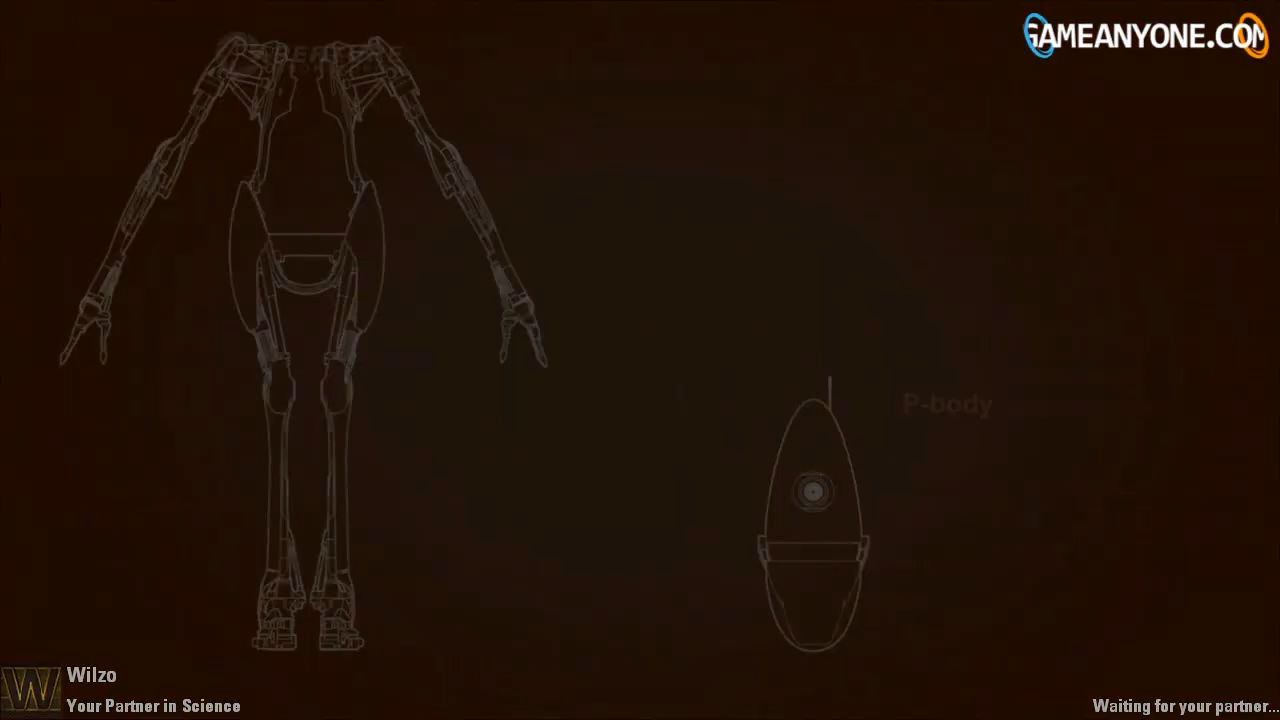 GAMEANYONE.COM
P-body
Wilzo
Your Partner in Science
Waiting for your partner...